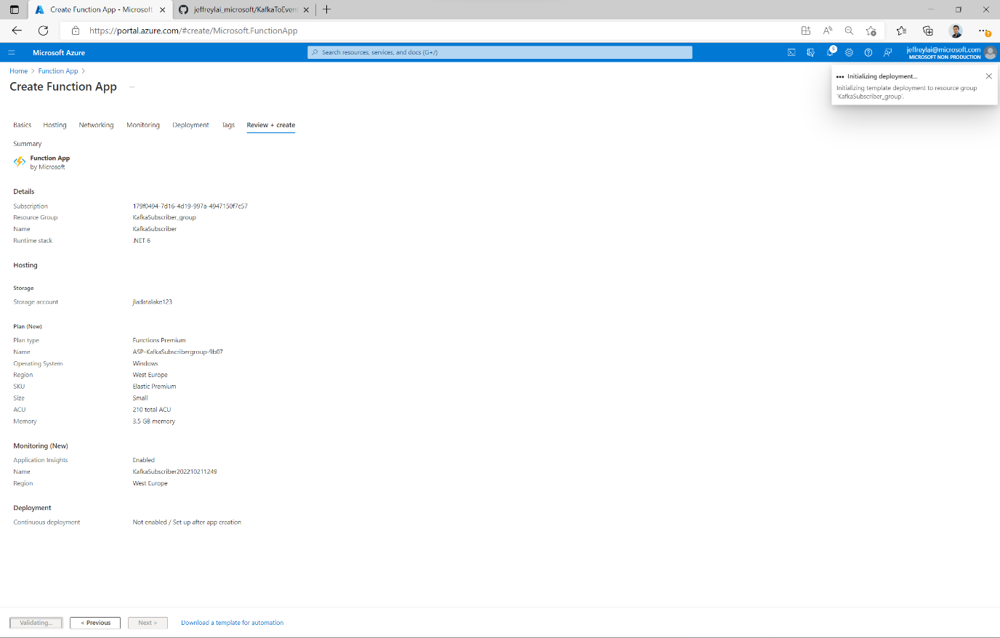 Create Function App - Microsoft
jeffreylai_microsoft/KafkaToEvent
https://portal.azure.com/#create/Microsoft.FunctionApp
Microsoft Azure
Search resources, services, and docs (G+/)
jeffreylai@microsoft.com
MICROSOFT NON-PRODUCTION
Home > Function App >
Create Function App ...
Initializing deployment...
Initializing template deployment to resource group
'KafkaSubscriber_group'.
Basics Hosting Networking Monitoring Deployment Tags Review + create
Summary
Function App
by Microsoft
Details
Subscription 179f0494-7d16-4d19-997a-4947150f7c57
Resource Group KafkaSubscriber_group
Name KafkaSubscriber
Runtime stack .NET 6
Hosting
Storage
Storage account jladatalake123
Plan (New)
Plan type Functions Premium
Name ASP-KafkaSubscribergroup-9b07
Operating System Windows
Region West Europe
SKU Elastic Premium
Size Small
ACU 210 total ACU
Memory 3.5 GB memory
Monitoring (New)
Application Insights Enabled
Name KafkaSubscriber202210211249
Region West Europe
Deployment
Continuous deployment Not enabled / Set up after app creation
Validating... < Previous Next > Download a template for automation